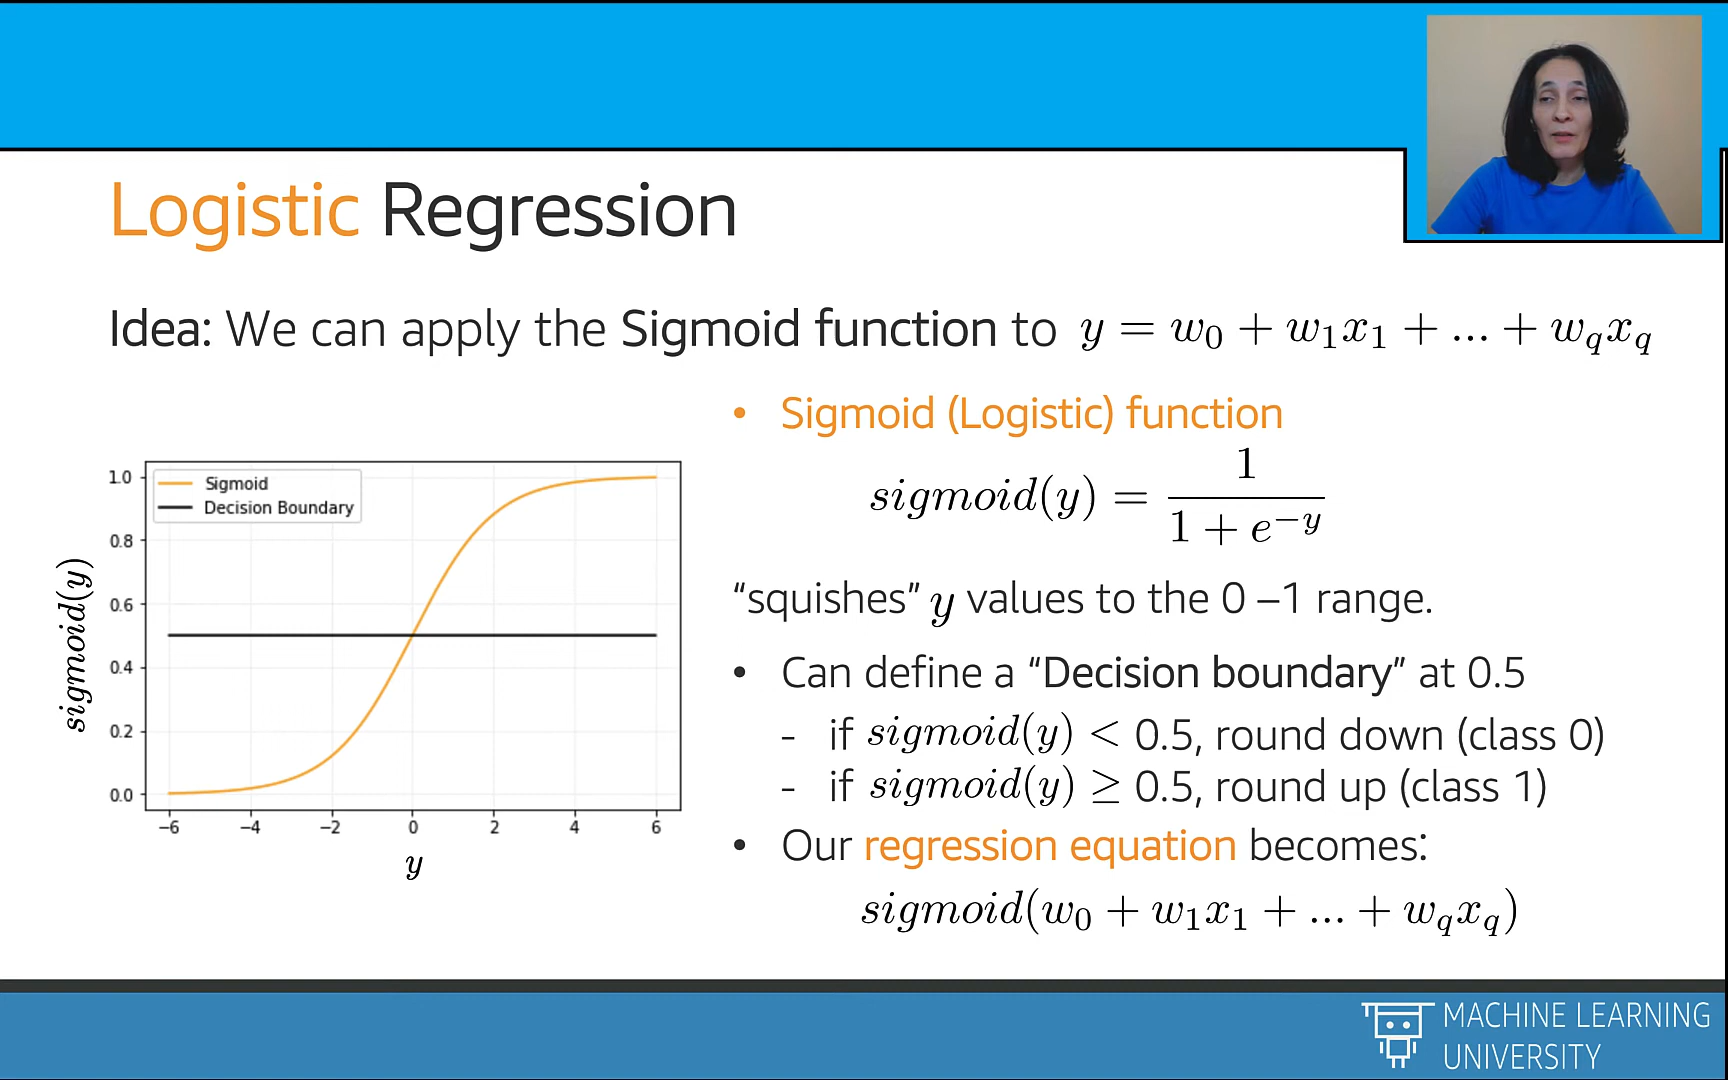 Logistic Regression
Idea: We can apply the Sigmoid function to y = w₀ + w₁x₁ + ... + w_q x_q
• Sigmoid (Logistic) function
sigmoid(y) = 1 / (1 + e^{-y})
“squishes” y values to the 0 –1 range.
• Can define a “Decision boundary” at 0.5
- if sigmoid(y) < 0.5, round down (class 0)
- if sigmoid(y) ≥ 0.5, round up (class 1)
• Our regression equation becomes:
sigmoid(w₀ + w₁x₁ + ... + w_q x_q)
Sigmoid
Decision Boundary
sigmoid(y)
1.0
0.8
0.6
0.4
0.2
0.0
−6 −4 −2 0 2 4 6
y
MACHINE LEARNING
UNIVERSITY